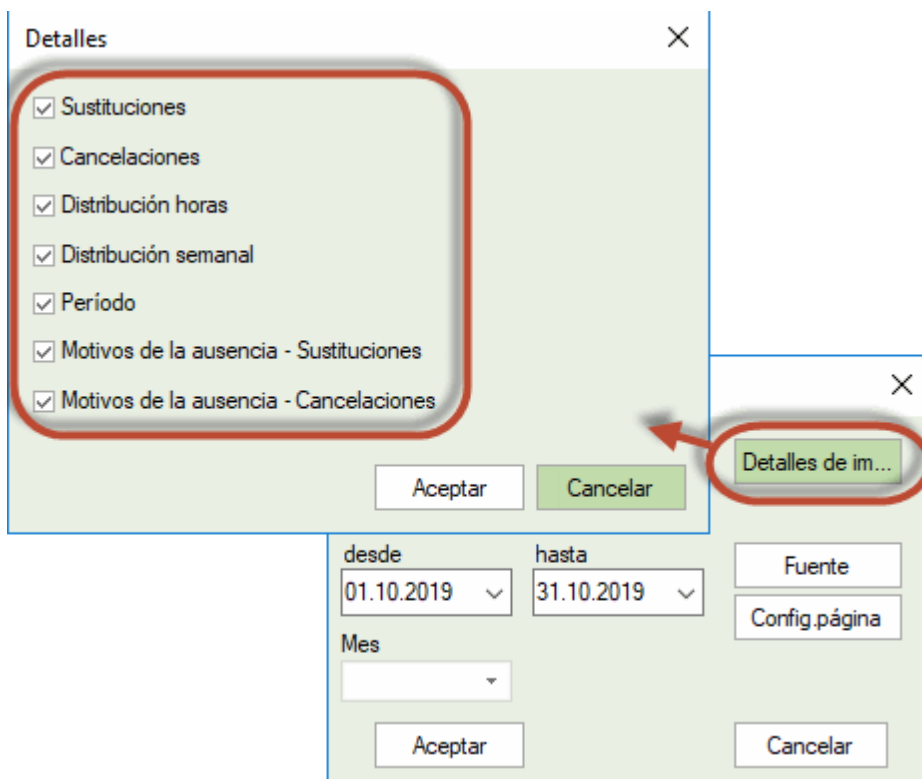 Detalles
Sustituciones
Cancelaciones
Distribución horas
Distribución semanal
Período
Motivos de la ausencia - Sustituciones
Motivos de la ausencia - Cancelaciones
Aceptar
Cancelar
Detalles de im...
desde
hasta
01.10.2019
31.10.2019
Fuente
Config.página
Mes
Aceptar
Cancelar